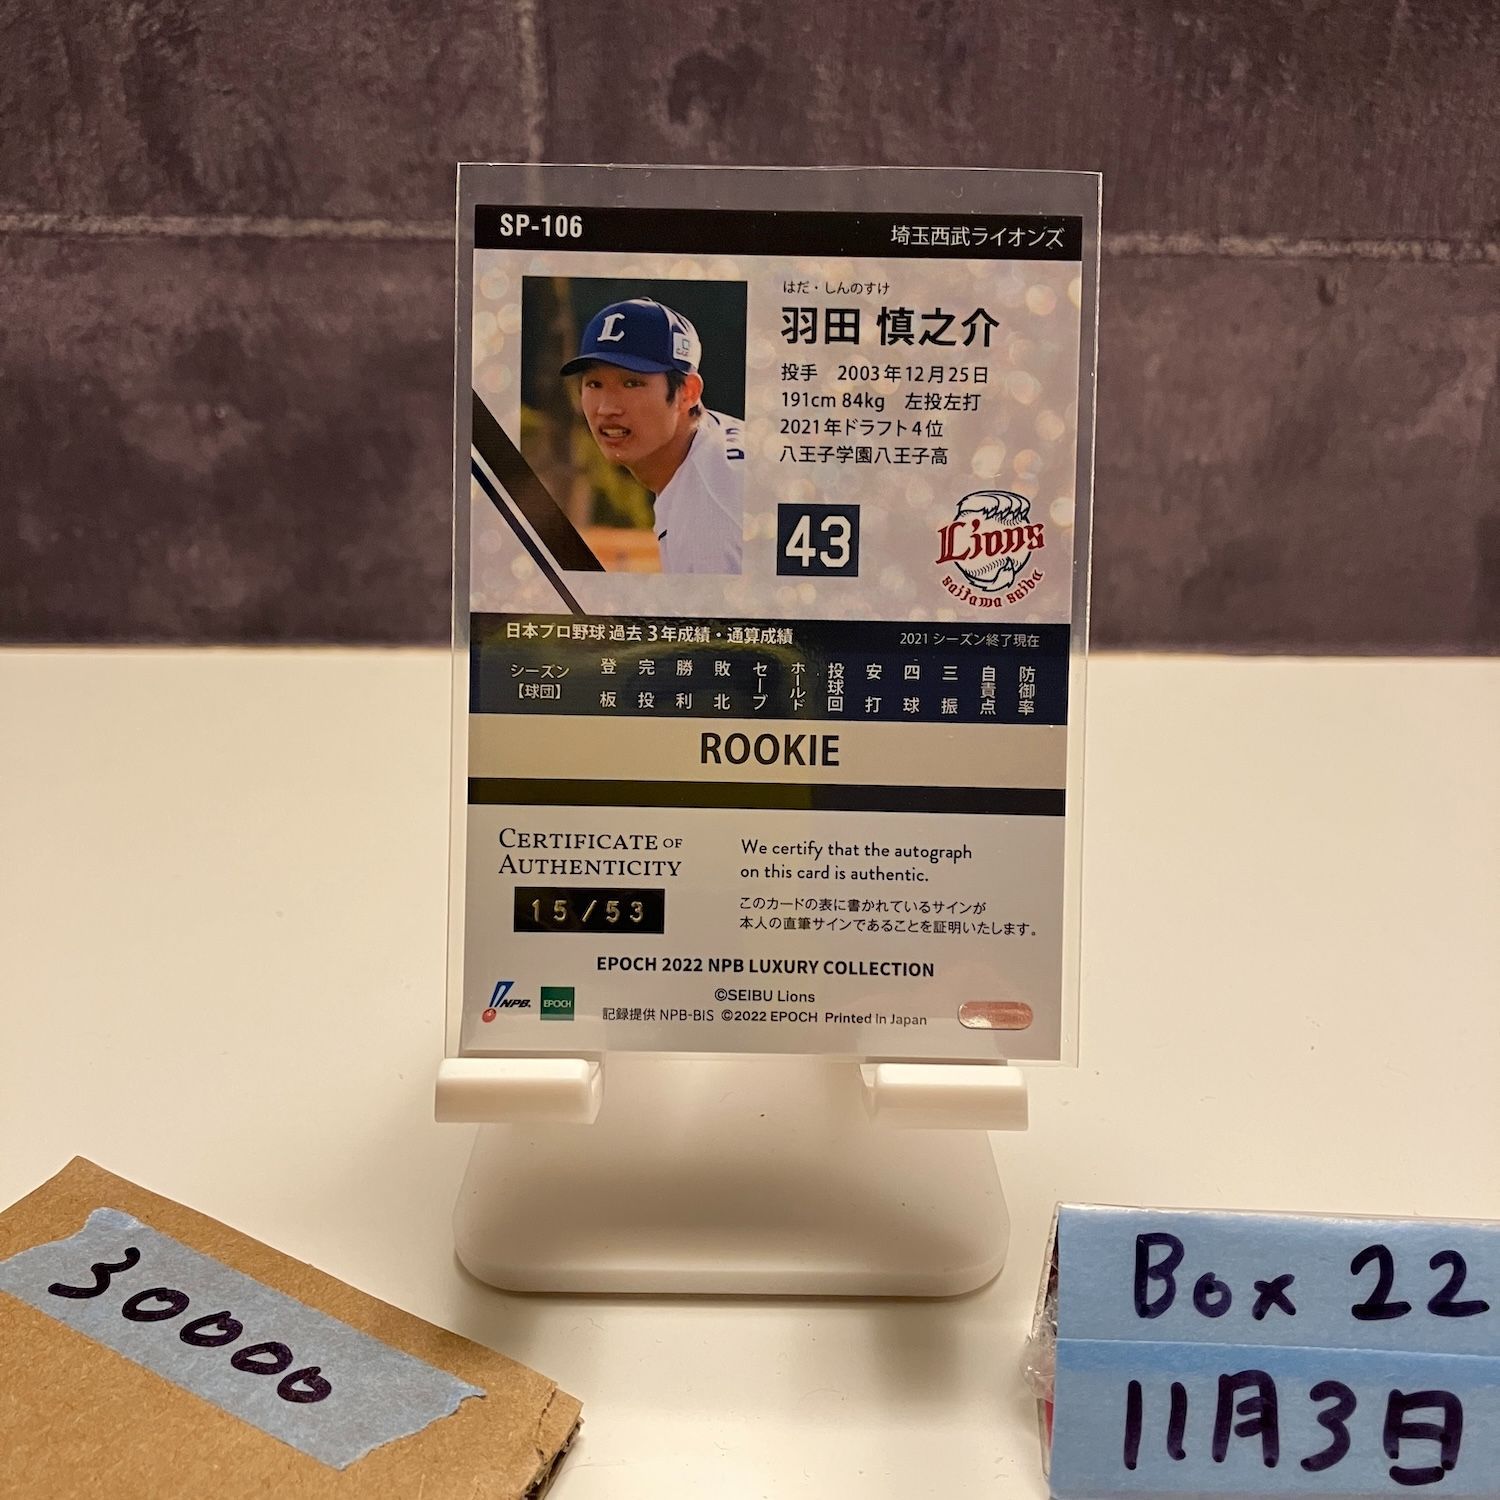 SP-106
埼玉西武ライオンズ
はだ・しんのすけ
羽田 慎之介
投手 2003年12月25日
191cm 84kg 左投左打
2021年ドラフト4位
八王子学園八王子高
L
43
Lions
saitama seibu
日本プロ野球 過去3年成績・通算成績
2021 シーズン終了現在
シーズン
【球団】
登板
完投
勝利
敗北
セーブ
ホールド
投球回
安打
四球
三振
自責点
防御率
ROOKIE
CERTIFICATE OF
AUTHENTICITY
15/53
We certify that the autograph
on this card is authentic.
このカードの表に書かれているサインが
本人の直筆サインであることを証明いたします。
EPOCH 2022 NPB LUXURY COLLECTION
NPB.
EPOCH
©SEIBU Lions
記録提供 NPB-BIS ©2022 EPOCH Printed In Japan
30000
Box 22
11月3日